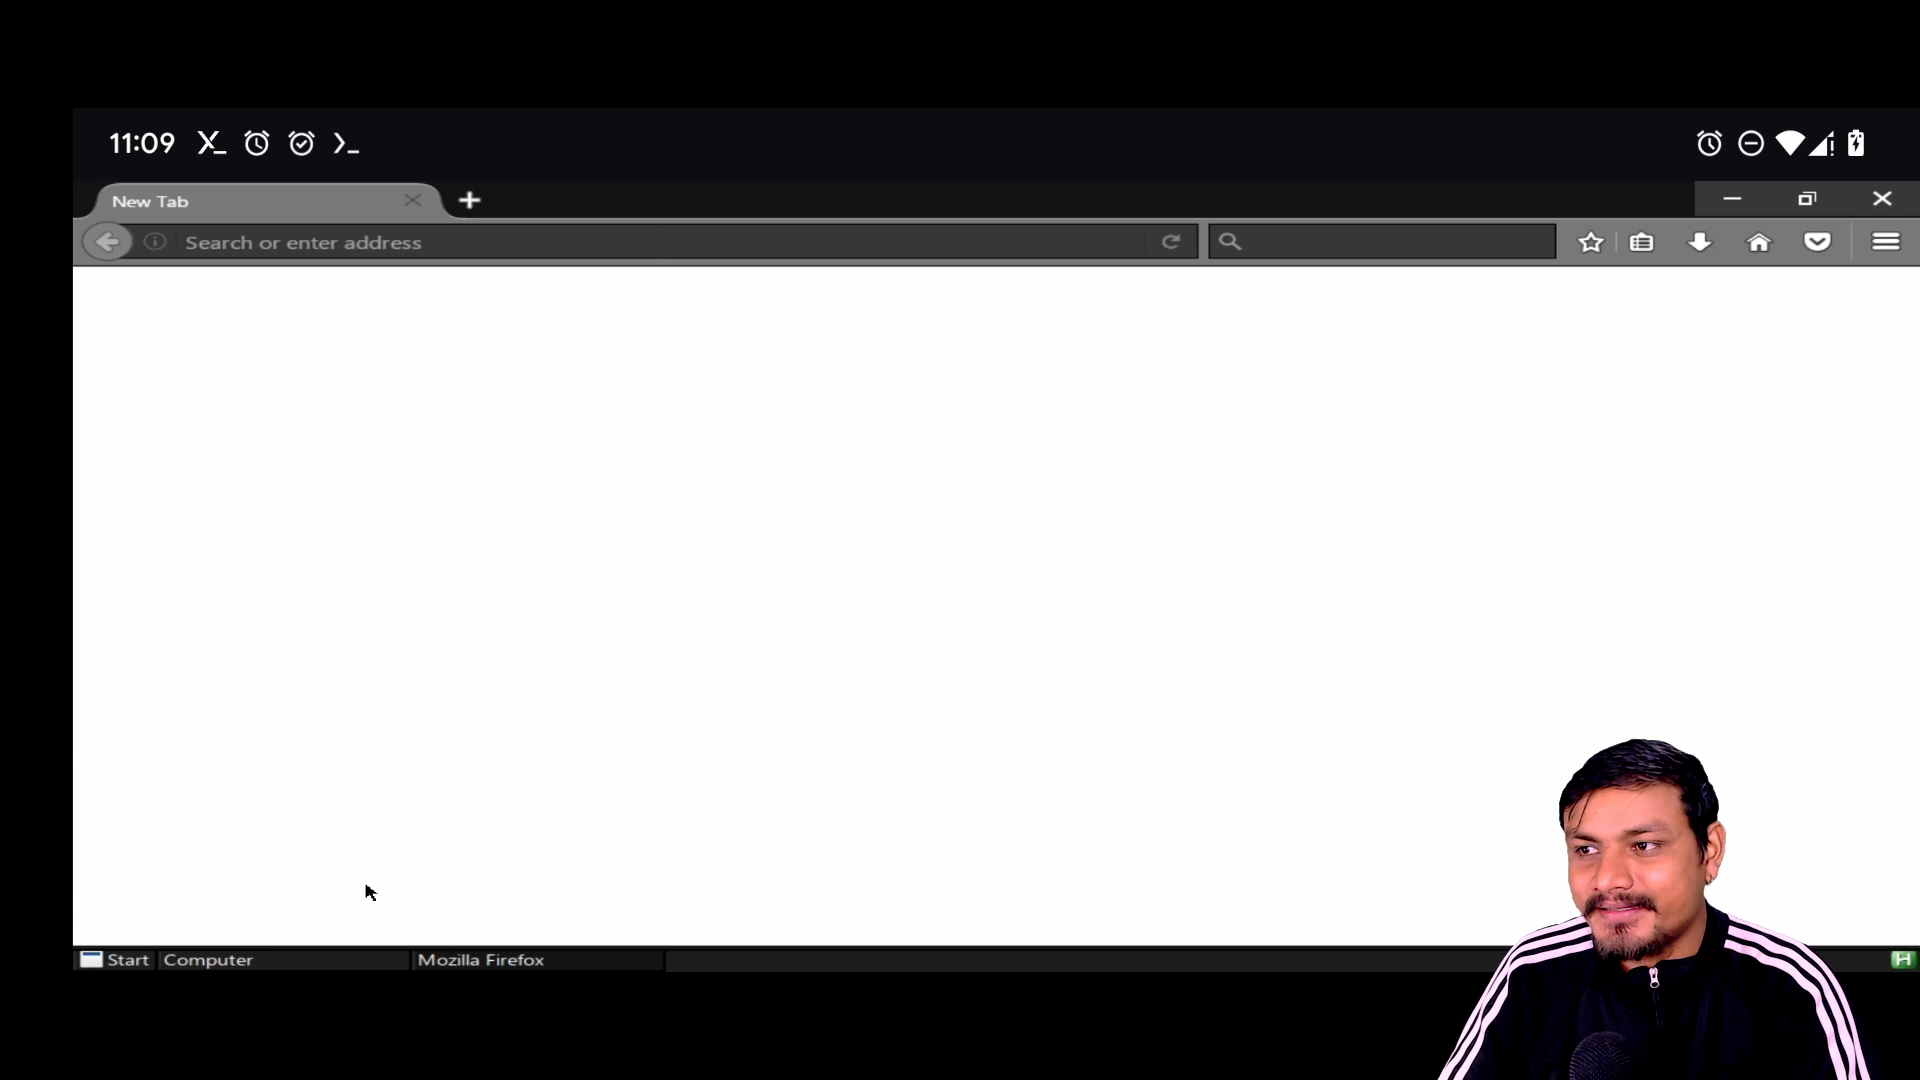 11:09
New Tab
Search or enter address
Start Computer Mozilla Firefox
H